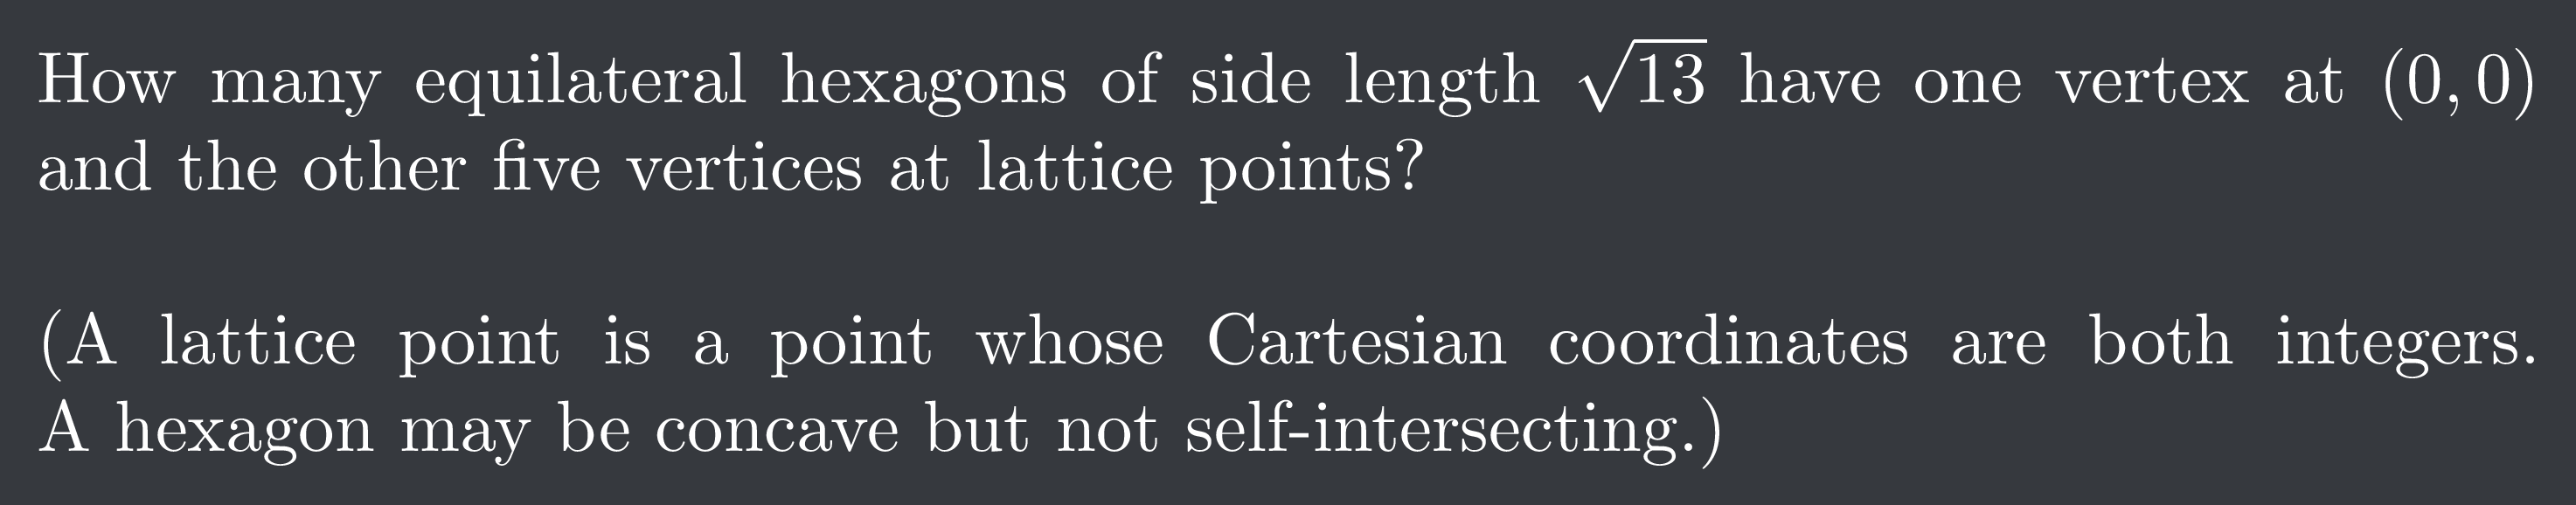 How many equilateral hexagons of side length √13 have one vertex at (0, 0)
and the other five vertices at lattice points?
(A lattice point is a point whose Cartesian coordinates are both integers.
A hexagon may be concave but not self-intersecting.)